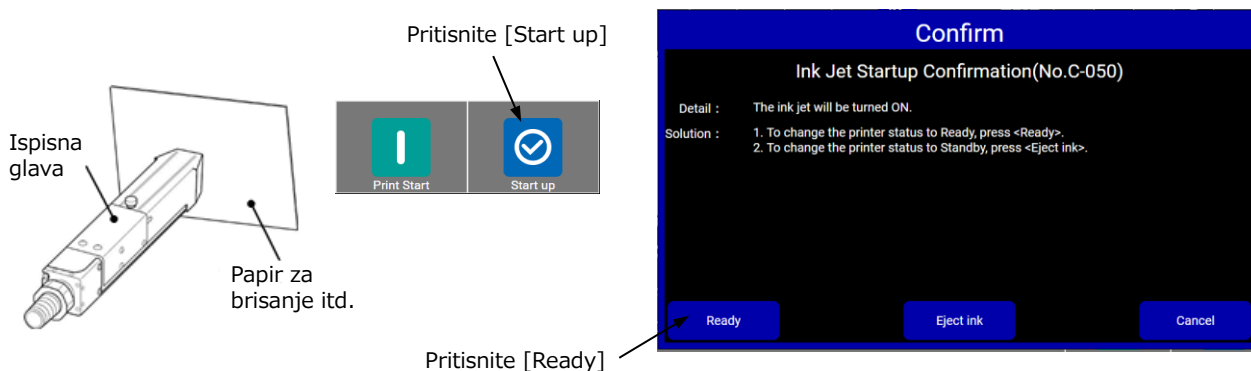 Pritisnite [Start up]
Ispisna
glava
Papir za
brisanje itd.
Print Start
Start up
Confirm
Ink Jet Startup Confirmation(No.C-050)
Detail : The ink jet will be turned ON.
Solution : 1. To change the printer status to Ready, press <Ready>.
2. To change the printer status to Standby, press <Eject ink>.
Ready
Eject ink
Cancel
Pritisnite [Ready]